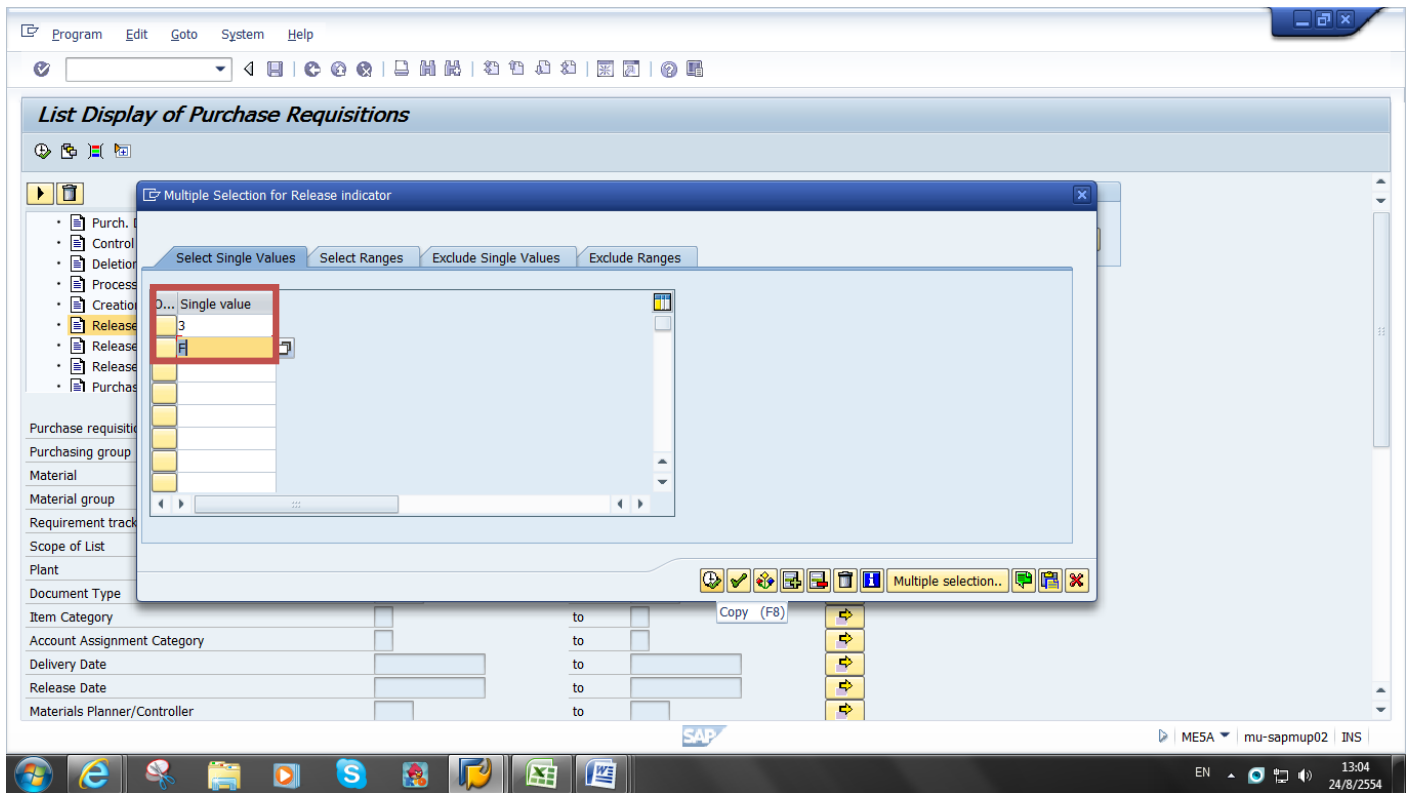 Program Edit Goto System Help
List Display of Purchase Requisitions
Multiple Selection for Release indicator
Purch.
Control
Deletion
Process
Creation
Release
Release
Release
Purchas
Select Single Values Select Ranges Exclude Single Values Exclude Ranges
O... Single value
3
F
Purchase requisitio
Purchasing group
Material
Material group
Requirement track
Scope of List
Plant
Document Type
Multiple selection..
Copy (F8)
Item Category to
Account Assignment Category to
Delivery Date to
Release Date to
Materials Planner/Controller to
SAP
ME5A mu-sapmup02 INS
EN 13:04
24/8/2554